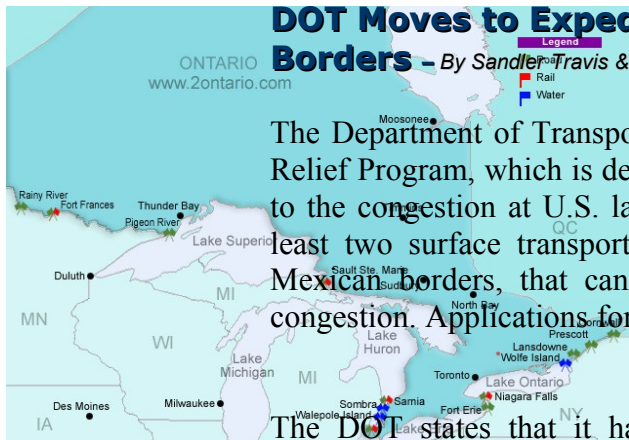 DOT Moves to Exped
Borders – By Sandler Travis &
Legend
Road
Rail
Water
ONTARIO
www.2ontario.com
Moosonee
The Department of Transpo
Relief Program, which is de
to the congestion at U.S. la
least two surface transport
Mexican borders, that can
congestion. Applications for
Rainy River
Fort Frances
Thunder Bay
Pigeon River
Timmins
QC
Lake Superior
Sault Ste. Marie
Sudbury
North Bay
Duluth
MI
MN
WI
Lake
Huron
Cornwall
Prescott
Lansdowne
Wolfe Island
Lake
Michigan
MI
Toronto
Lake Ontario
Des Moines
Milwaukee
Sombra
Sarnia
Walepole Island
Niagara Falls
Fort Erie
IA
NY
The DOT states that it ha